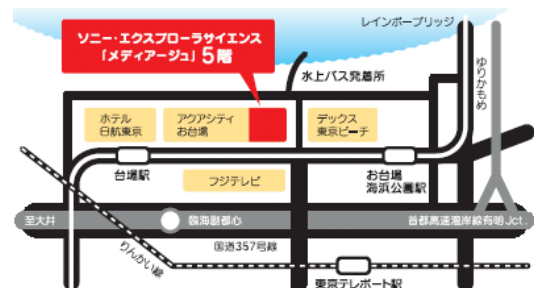 レインボーブリッジ
ソニー・エクスプローラサイエンス
「メディアージュ」5階
水上バス発着所
ゆりかもめ
ホテル
日航東京
アクアシティ
お台場
デックス
東京ビーチ
台場駅
お台場
海浜公園駅
フジテレビ
至大井
臨海副都心
首都高速湾岸線有明Jct.
りんかい線
国道357号線
東京テレポート駅